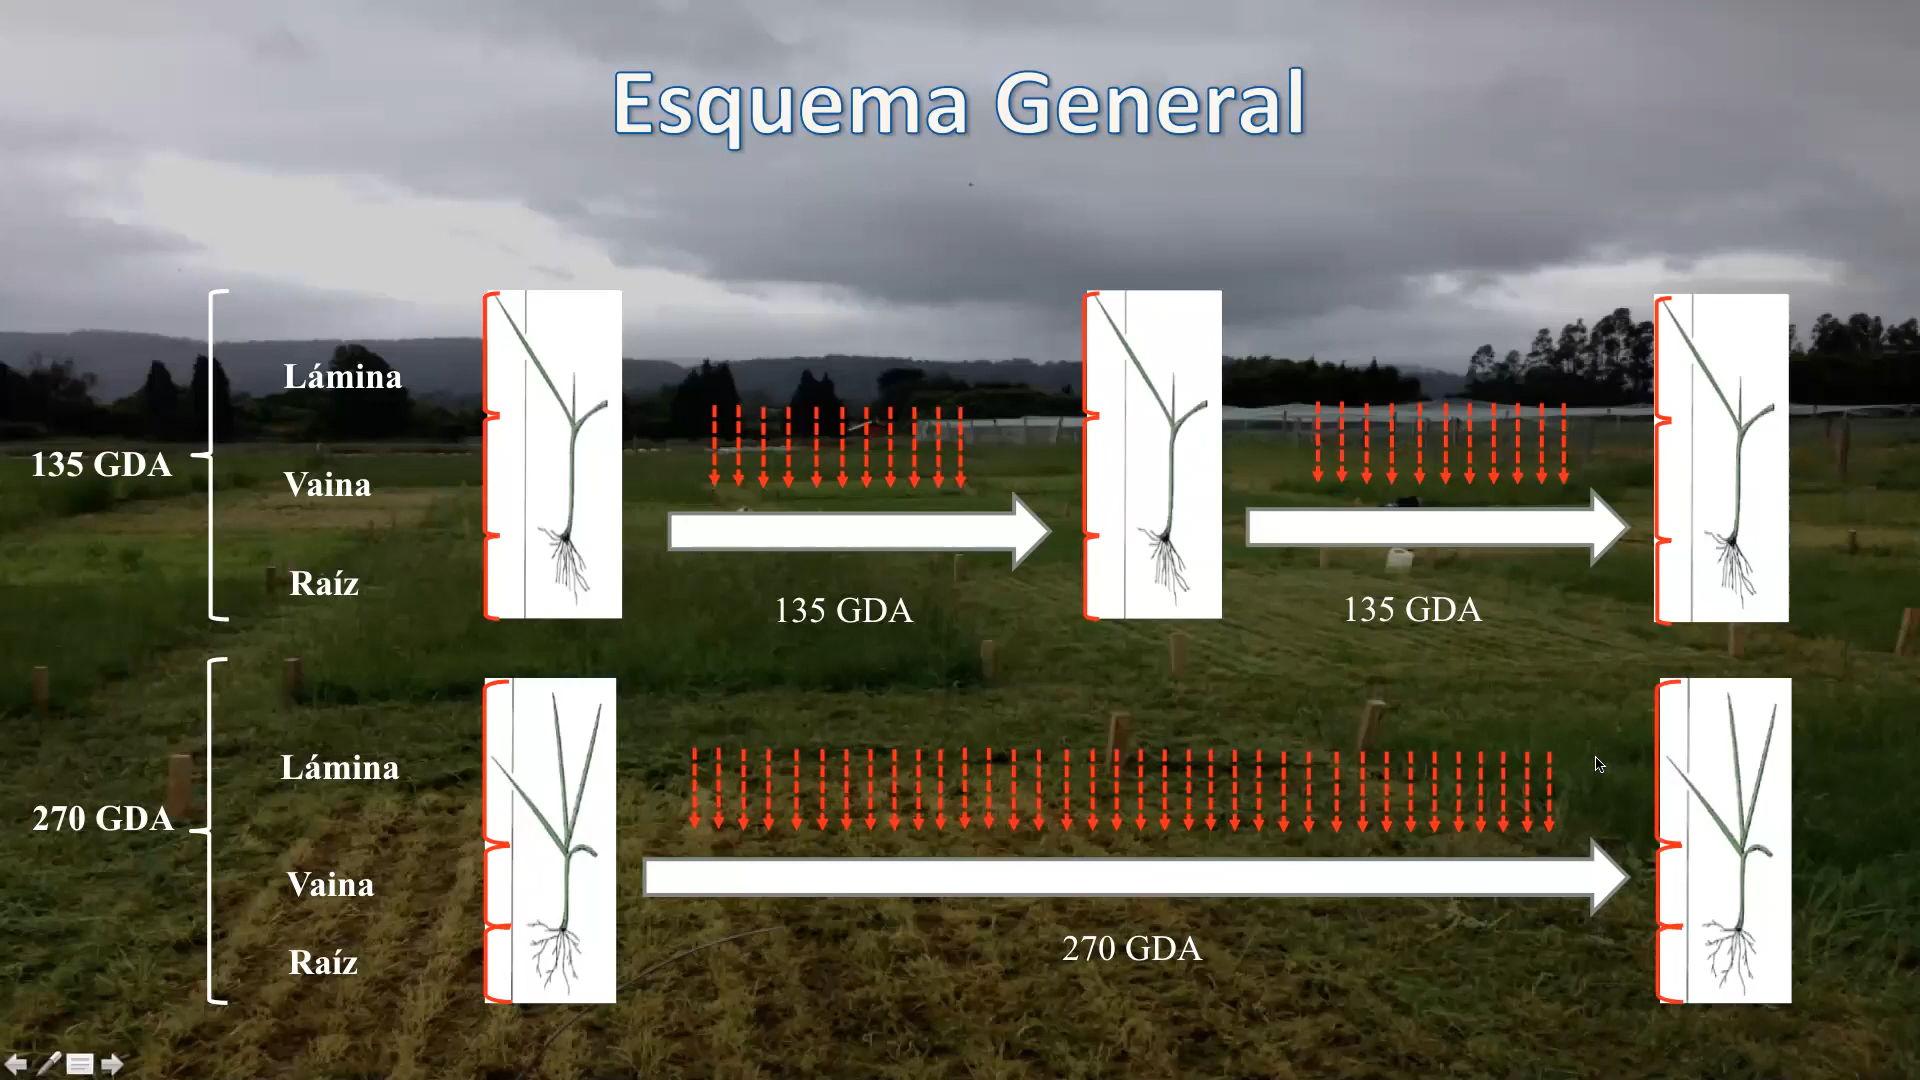 Esquema General
135 GDA
Lámina
Vaina
Raíz
135 GDA
135 GDA
270 GDA
Lámina
Vaina
Raíz
270 GDA